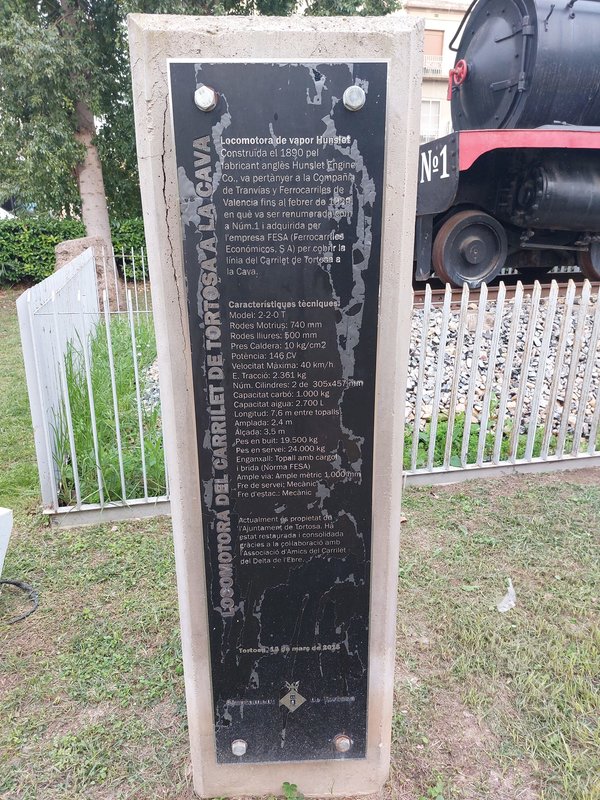 LOCOMOTORA DEL CARRILET DE TORTOSA A LA CAVA
Locomotora de vapor Hunslet
Construïda el 1890 pel
fabricant anglès Hunslet Engine
Co., va pertànyer a la Compañía
de Tranvías y Ferrocarriles de
Valencia fins al febrer de
en què va ser renumerada com
a Núm.1 i adquirida per
l'empresa FESA (Ferrocarriles
Económicos, S A) per cobrir la
línia del Carrilet de Tortosa a
la Cava.
Característiques tècniques:
Model: 2-2-0 T
Rodes Motrius: 740 mm
Rodes lliures: 500 mm
Pres Caldera: 10 kg/cm2
Potència: 146 CV
Velocitat Màxima: 40 km/h
E. Tracció: 2.361 kg
Núm. Cilindres: 2 de 305x457 mm
Capacitat carbó: 1.000 kg
Capacitat aigua: 2.700 L
Longitud: 7,6 m entre topalls
Amplada: 2.4 m
Alçada: 3,5 m
Pes en buit: 19.500 kg
Pes en servei: 24.000 kg
Enganxall: Topall amb cargol
i brida (Norma FESA)
Ample via: Ample mètric 1.000 mm
Fre de servei: Mecànic
Fre d'estac.: Mecànic
Actualment és propietat de
l'Ajuntament de Tortosa. Ha
estat restaurada i consolidada
gràcies a la col·laboració amb
l'Associació d'Amics del Carrilet
del Delta de l'Ebre.
Tortosa, de març de
de Tortosa
Nº1